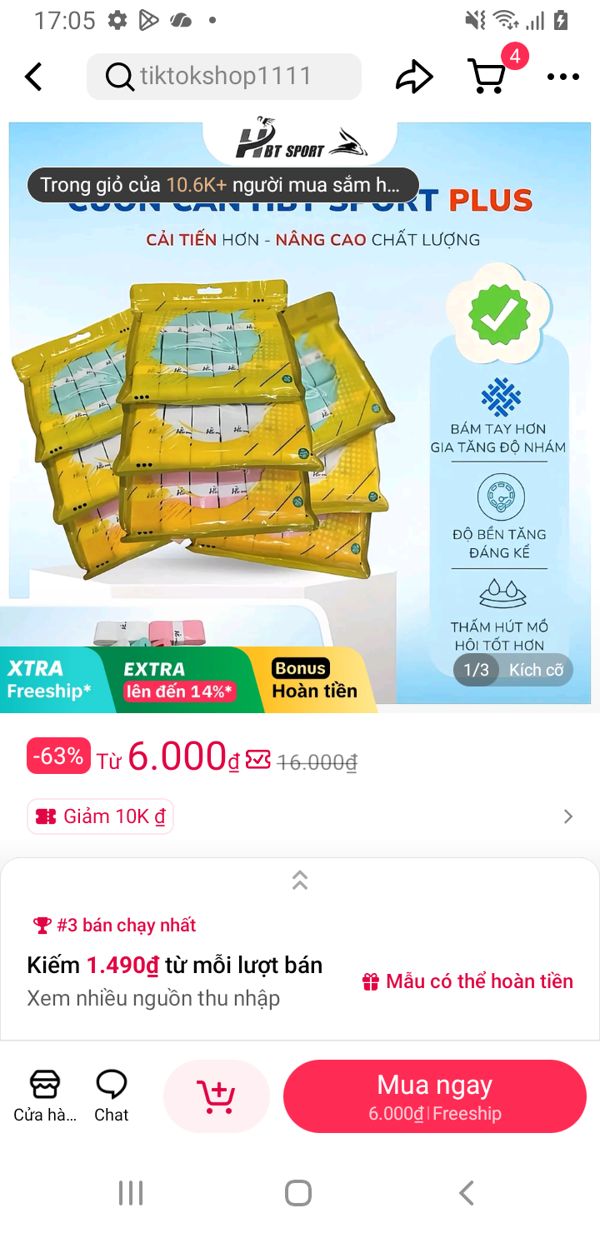 17:05
4
tiktokshop1111
HBT SPORT
Trong giỏ của 10.6K+ người mua sắm h...
CUỐN CÁN HBT SPORT PLUS
CẢI TIẾN HƠN - NÂNG CAO CHẤT LƯỢNG
BÁM TAY HƠN
GIA TĂNG ĐỘ NHÁM
ĐỘ BỀN TĂNG
ĐÁNG KỂ
THẤM HÚT MỒ
HÔI TỐT HƠN
1/3 Kích cỡ
XTRA
Freeship*
EXTRA
lên đến 14%*
Bonus
Hoàn tiền
-63% Từ 6.000₫ 16.000₫
Giảm 10K ₫
#3 bán chạy nhất
Kiếm 1.490₫ từ mỗi lượt bán
Xem nhiều nguồn thu nhập
Mẫu có thể hoàn tiền
Cửa hà...
Chat
Mua ngay
6.000₫ | Freeship